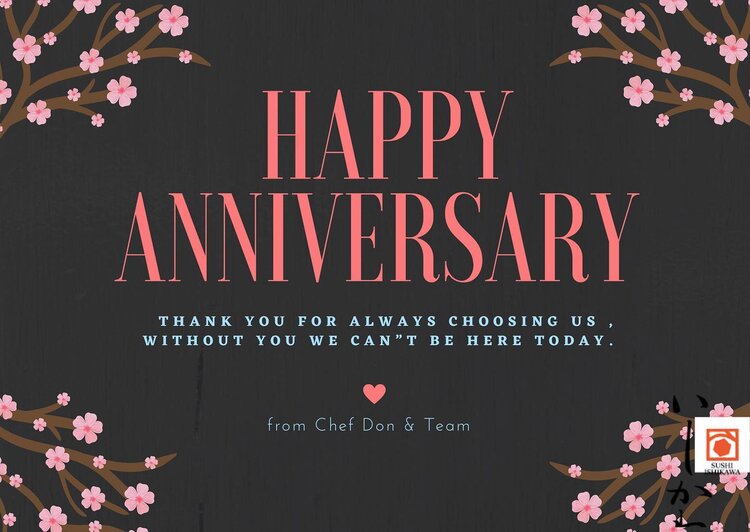 HAPPY
ANNIVERSARY
THANK YOU FOR ALWAYS CHOOSING US ,
WITHOUT YOU WE CAN”T BE HERE TODAY.
from Chef Don & Team
SUSHI
ISHIKAWA